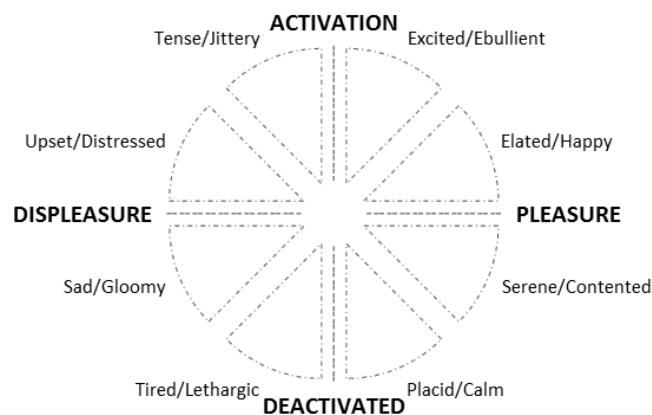 ACTIVATION
Tense/Jittery
Excited/Ebullient
Upset/Distressed
Elated/Happy
DISPLEASURE
PLEASURE
Sad/Gloomy
Serene/Contented
Tired/Lethargic
Placid/Calm
DEACTIVATED